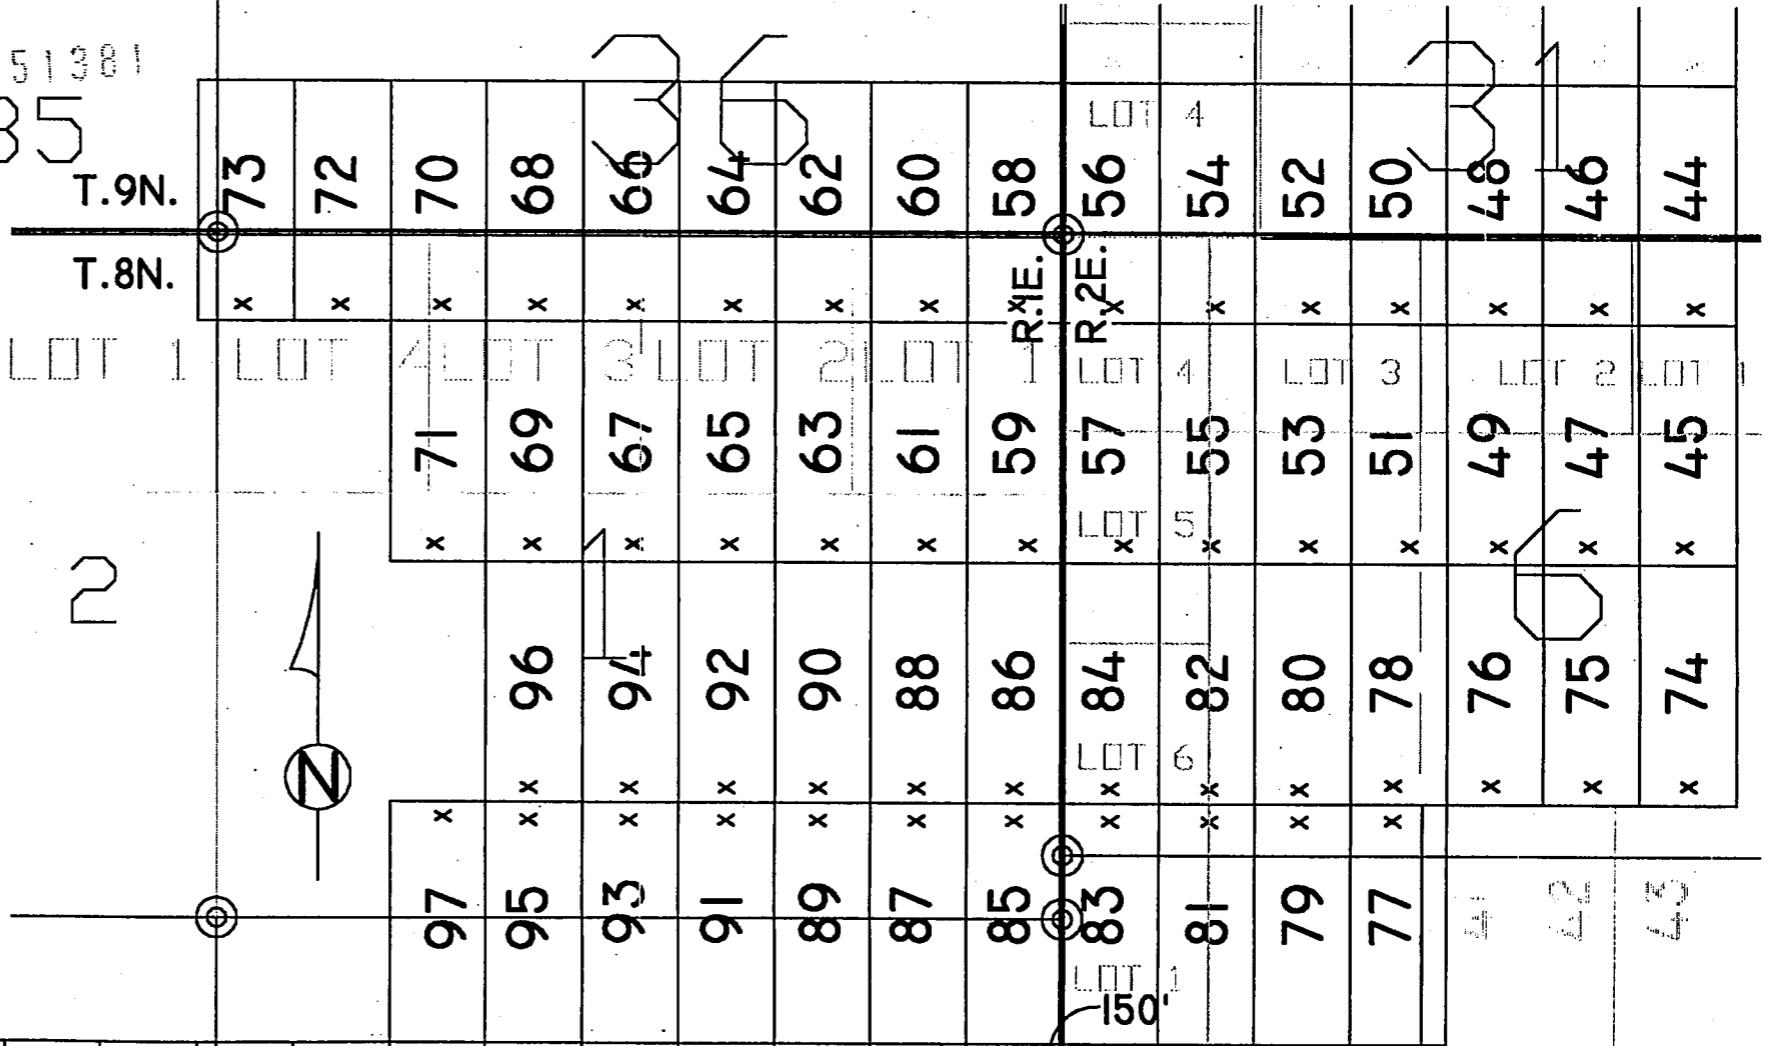 51381
35 36 31
LOT 4
T.9N. 73 72 70 68 66 64 62 60 58 56 54 52 50 48 46 44
T.8N. R.1E. R.2E.
x x x x x x x x x x x x x x x x
LOT 1 LOT 4 LOT 3 LOT 2 LOT 1 LOT 4 LOT 3 LOT 2 LOT 1
71 69 67 65 63 61 59 57 55 53 51 49 47 45
LOT 5
x x x x x x x x x x x x x x
2 1 6
96 94 92 90 88 86 84 82 80 78 76 75 74
N LOT 6
x x x x x x x x x x x x x
x x x x x x x x x x x
97 95 93 91 89 87 85 83 81 79 77 42 43
LOT 1
150'